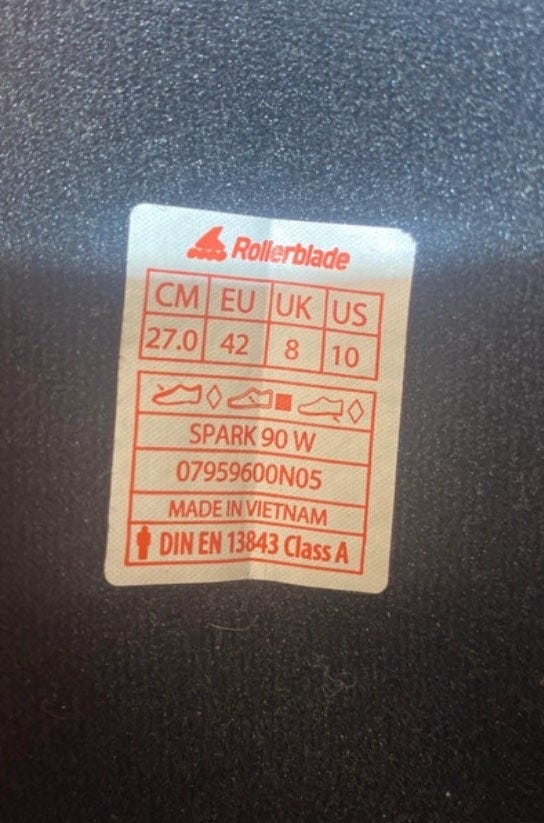 Rollerblade
CM EU UK US
27.0 42 8 10
SPARK 90 W
07959600N05
MADE IN VIETNAM
DIN EN 13843 Class A